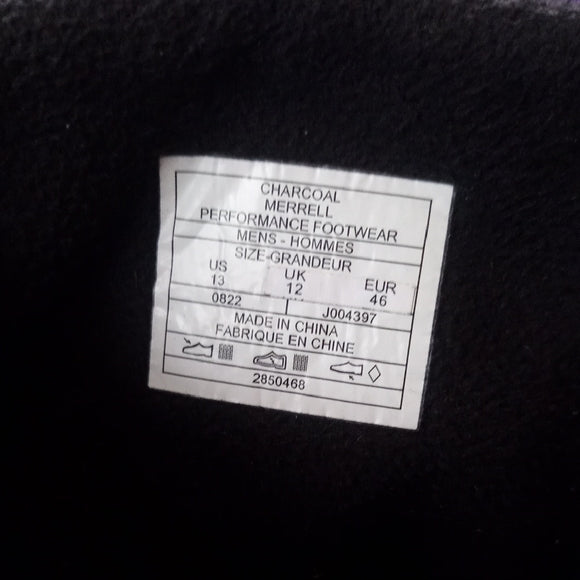 CHARCOAL
MERRELL
PERFORMANCE FOOTWEAR
MENS - HOMMES
SIZE-GRANDEUR
US UK EUR
13 12 46
0822 J004397
MADE IN CHINA
FABRIQUE EN CHINE
2850468